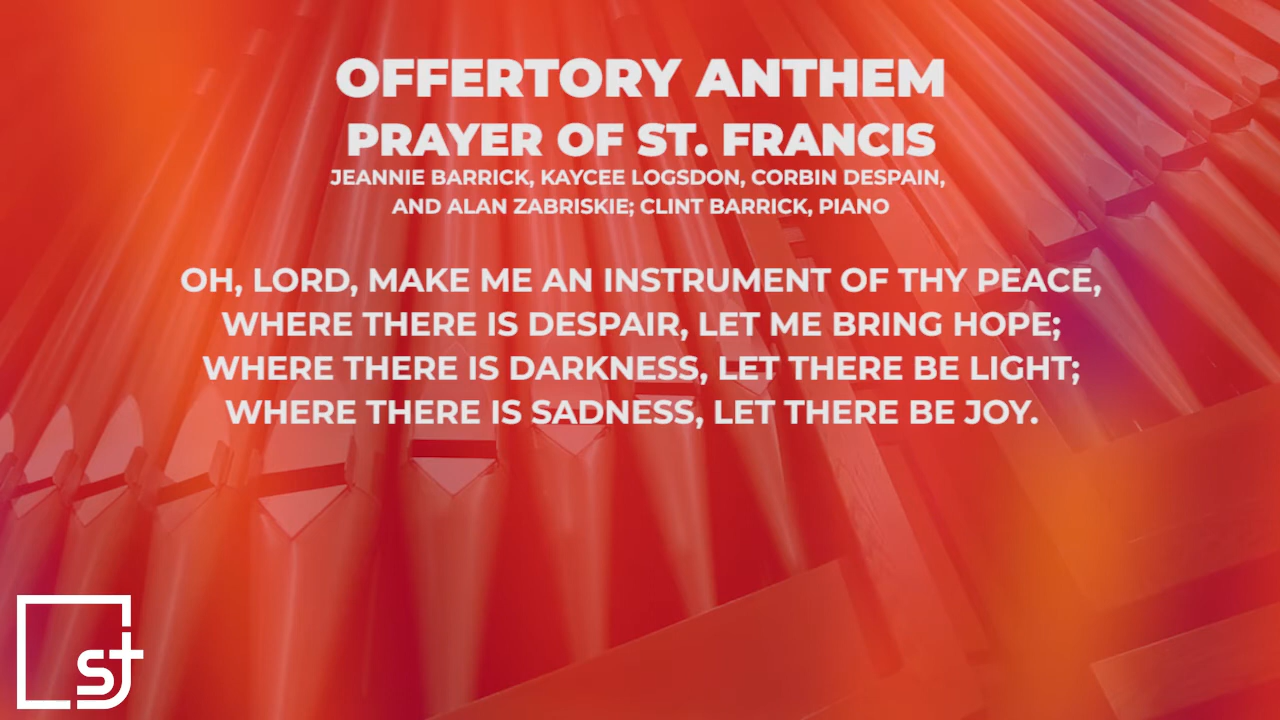 OFFERTORY ANTHEM
PRAYER OF ST. FRANCIS
JEANNIE BARRICK, KAYCEE LOGSDON, CORBIN DESPAIN,
AND ALAN ZABRISKIE; CLINT BARRICK, PIANO
OH, LORD, MAKE ME AN INSTRUMENT OF THY PEACE,
WHERE THERE IS DESPAIR, LET ME BRING HOPE;
WHERE THERE IS DARKNESS, LET THERE BE LIGHT;
WHERE THERE IS SADNESS, LET THERE BE JOY.
st